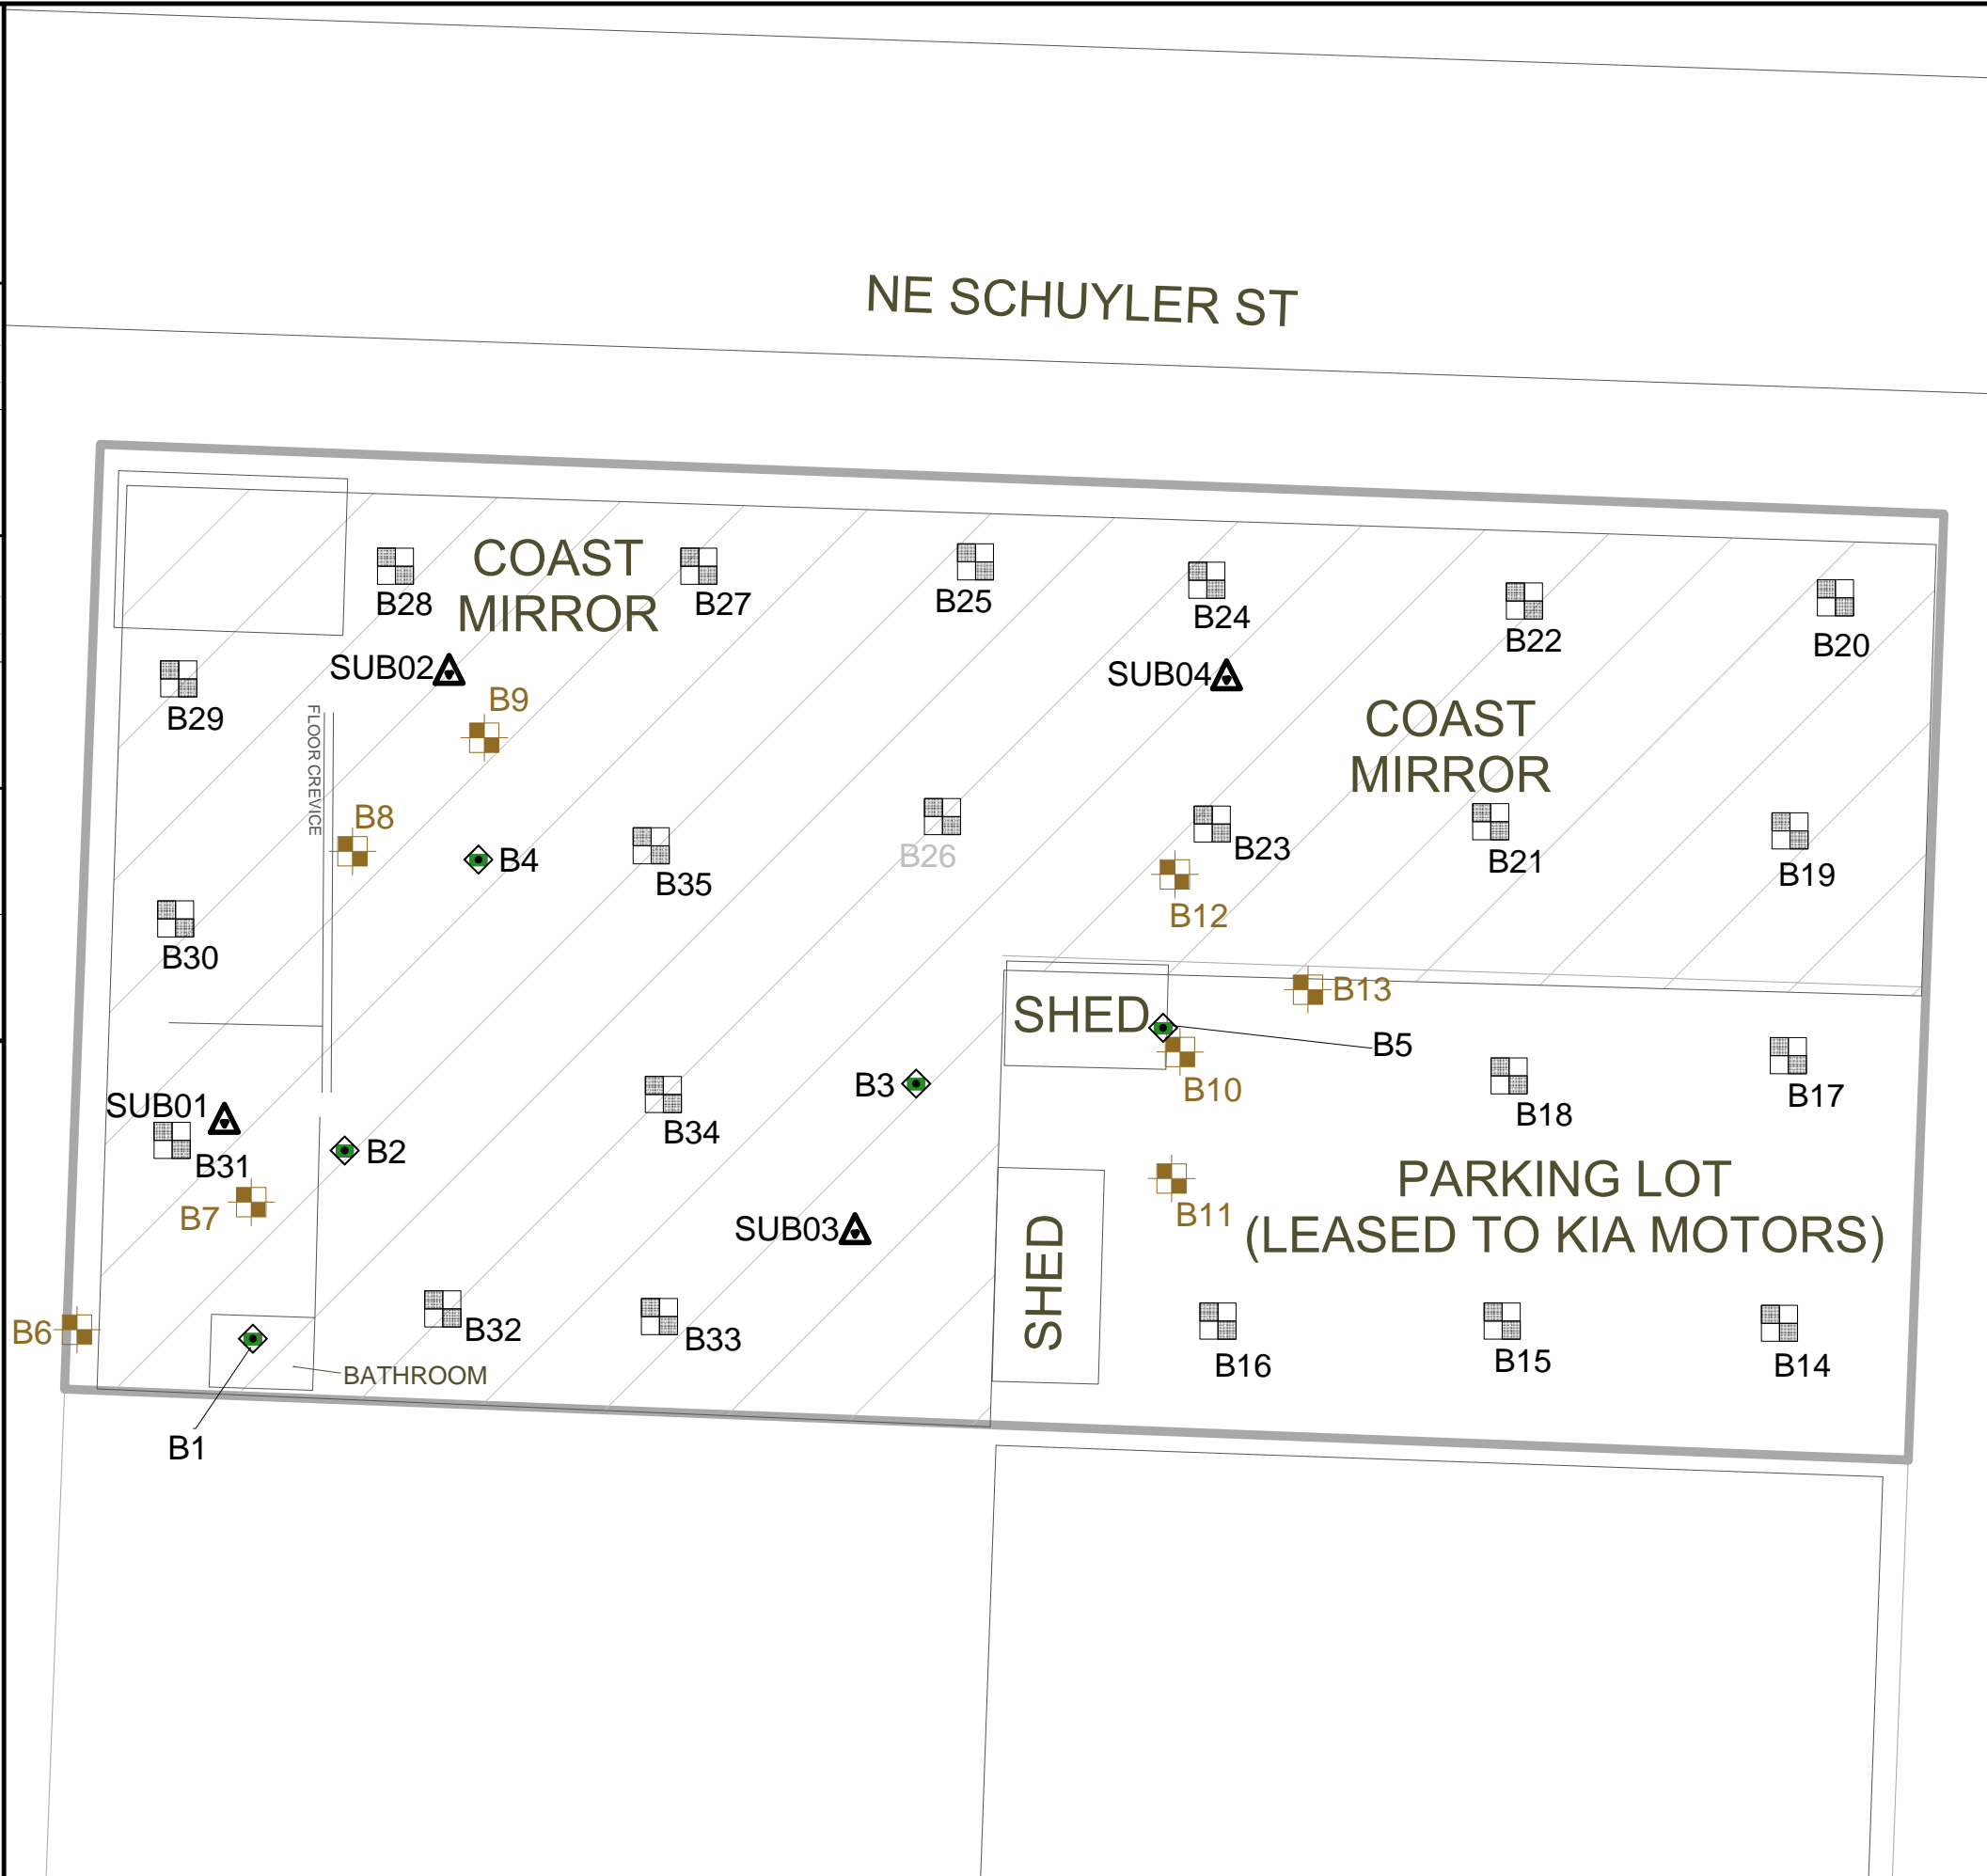 NE SCHUYLER ST
COAST
MIRROR
B28
B27
B25
B24
B22
B20
SUB02
SUB04
B29
B9
COAST
MIRROR
FLOOR CREVICE
B8
B4
B35
B26
B23
B21
B19
B12
B30
SHED
B13
B5
B10
B3
B18
B17
SUB01
B31
B2
B34
B7
SUB03
B11
PARKING LOT
(LEASED TO KIA MOTORS)
SHED
B6
B32
B33
B16
B15
B14
BATHROOM
B1